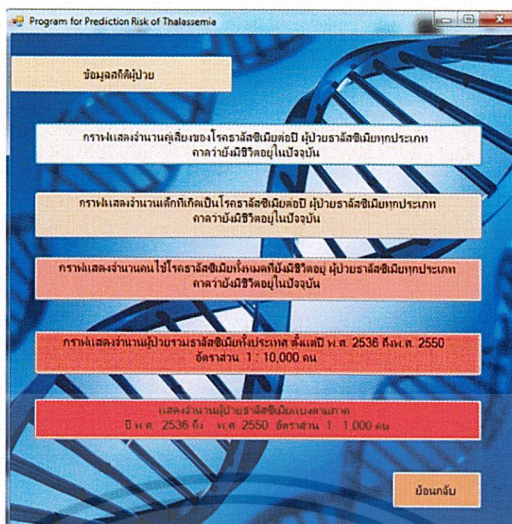 Program for Prediction Risk of Thalassemia
ข้อมูลสถิติผู้ป่วย
กราฟแสดงจำนวนคู่เสี่ยงของโรคธาลัสซีเมียต่อปี ผู้ป่วยธาลัสซีเมียทุกประเภท
คาดว่ายังมีชีวิตอยู่ในปัจจุบัน
กราฟแสดงจำนวนเด็กที่เกิดเป็นโรคธาลัสซีเมียต่อปี ผู้ป่วยธาลัสซีเมียทุกประเภท
คาดว่ายังมีชีวิตอยู่ในปัจจุบัน
กราฟแสดงจำนวนคนไข้โรคธาลัสซีเมียทั้งหมดที่ยังมีชีวิตอยู่ ผู้ป่วยธาลัสซีเมียทุกประเภท
คาดว่ายังมีชีวิตอยู่ในปัจจุบัน
กราฟแสดงจำนวนผู้ป่วยรวมธาลัสซีเมียทั้งประเทศ ตั้งแต่ปี พ.ศ. 2536 ถึงพ.ศ. 2550
อัตราส่วน 1 : 10,000 คน
แสดงจำนวนผู้ป่วยธาลัสซีเมียแบ่งตามภาค
ปี พ.ศ. 2536 ถึง พ.ศ. 2550 อัตราส่วน 1 : 1,000 คน
ย้อนกลับ